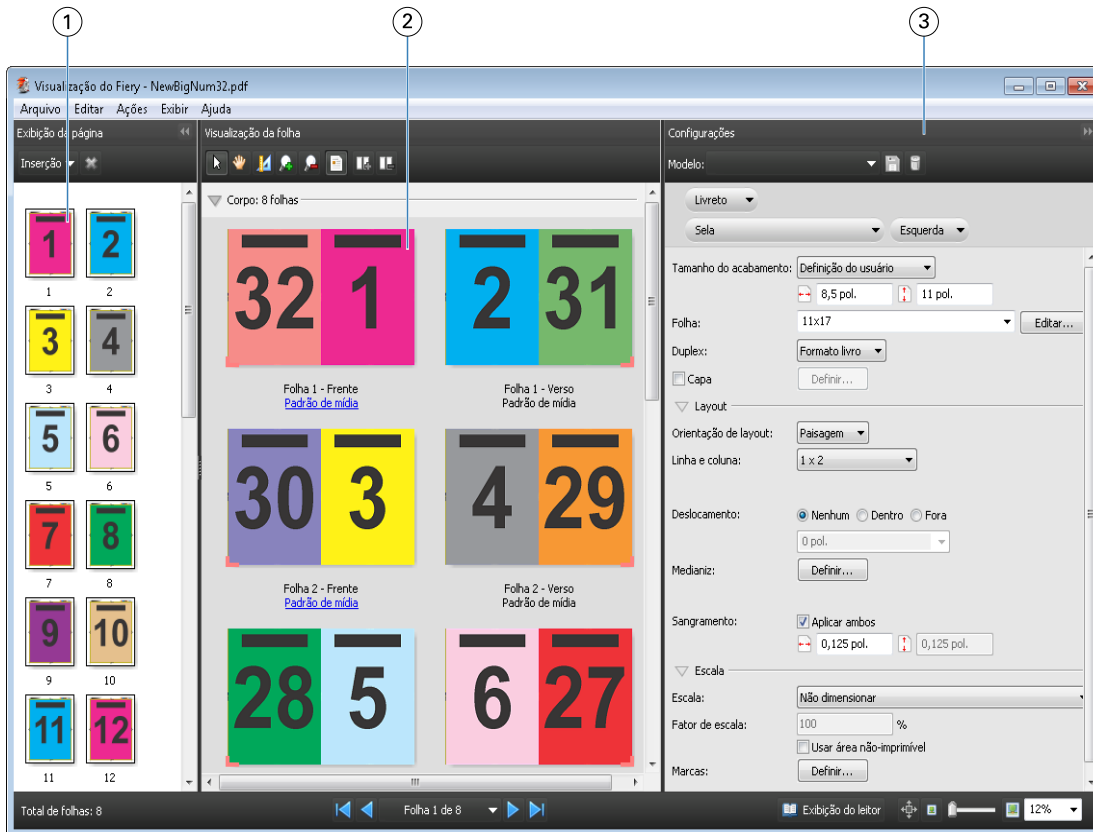 1 2 3
Visualização do Fiery - NewBigNum32.pdf
Arquivo Editar Ações Exibir Ajuda
Exibição da página
Inserção
1 2
1 2
3 4
3 4
5 6
5 6
7 8
7 8
9 10
9 10
11 12
11 12
Visualização da folha
Corpo: 8 folhas
32 1 2 31
Folha 1 - Frente Folha 1 - Verso
Padrão de mídia Padrão de mídia
30 3 4 29
Folha 2 - Frente Folha 2 - Verso
Padrão de mídia Padrão de mídia
28 5 6 27
Configurações
Modelo:
Livreto
Sela Esquerda
Tamanho do acabamento: Definição do usuário
8,5 pol. 11 pol.
Folha: 11x17 Editar...
Duplex: Formato livro
Capa Definir...
Layout
Orientação de layout: Paisagem
Linha e coluna: 1 x 2
Deslocamento: Nenhum Dentro Fora
0 pol.
Medianiz: Definir...
Sangramento: Aplicar ambos
0,125 pol. 0,125 pol.
Escala
Escala: Não dimensionar
Fator de escala: 100 %
Usar área não-imprimível
Marcas: Definir...
Total de folhas: 8 Folha 1 de 8 Exibição do leitor 12%